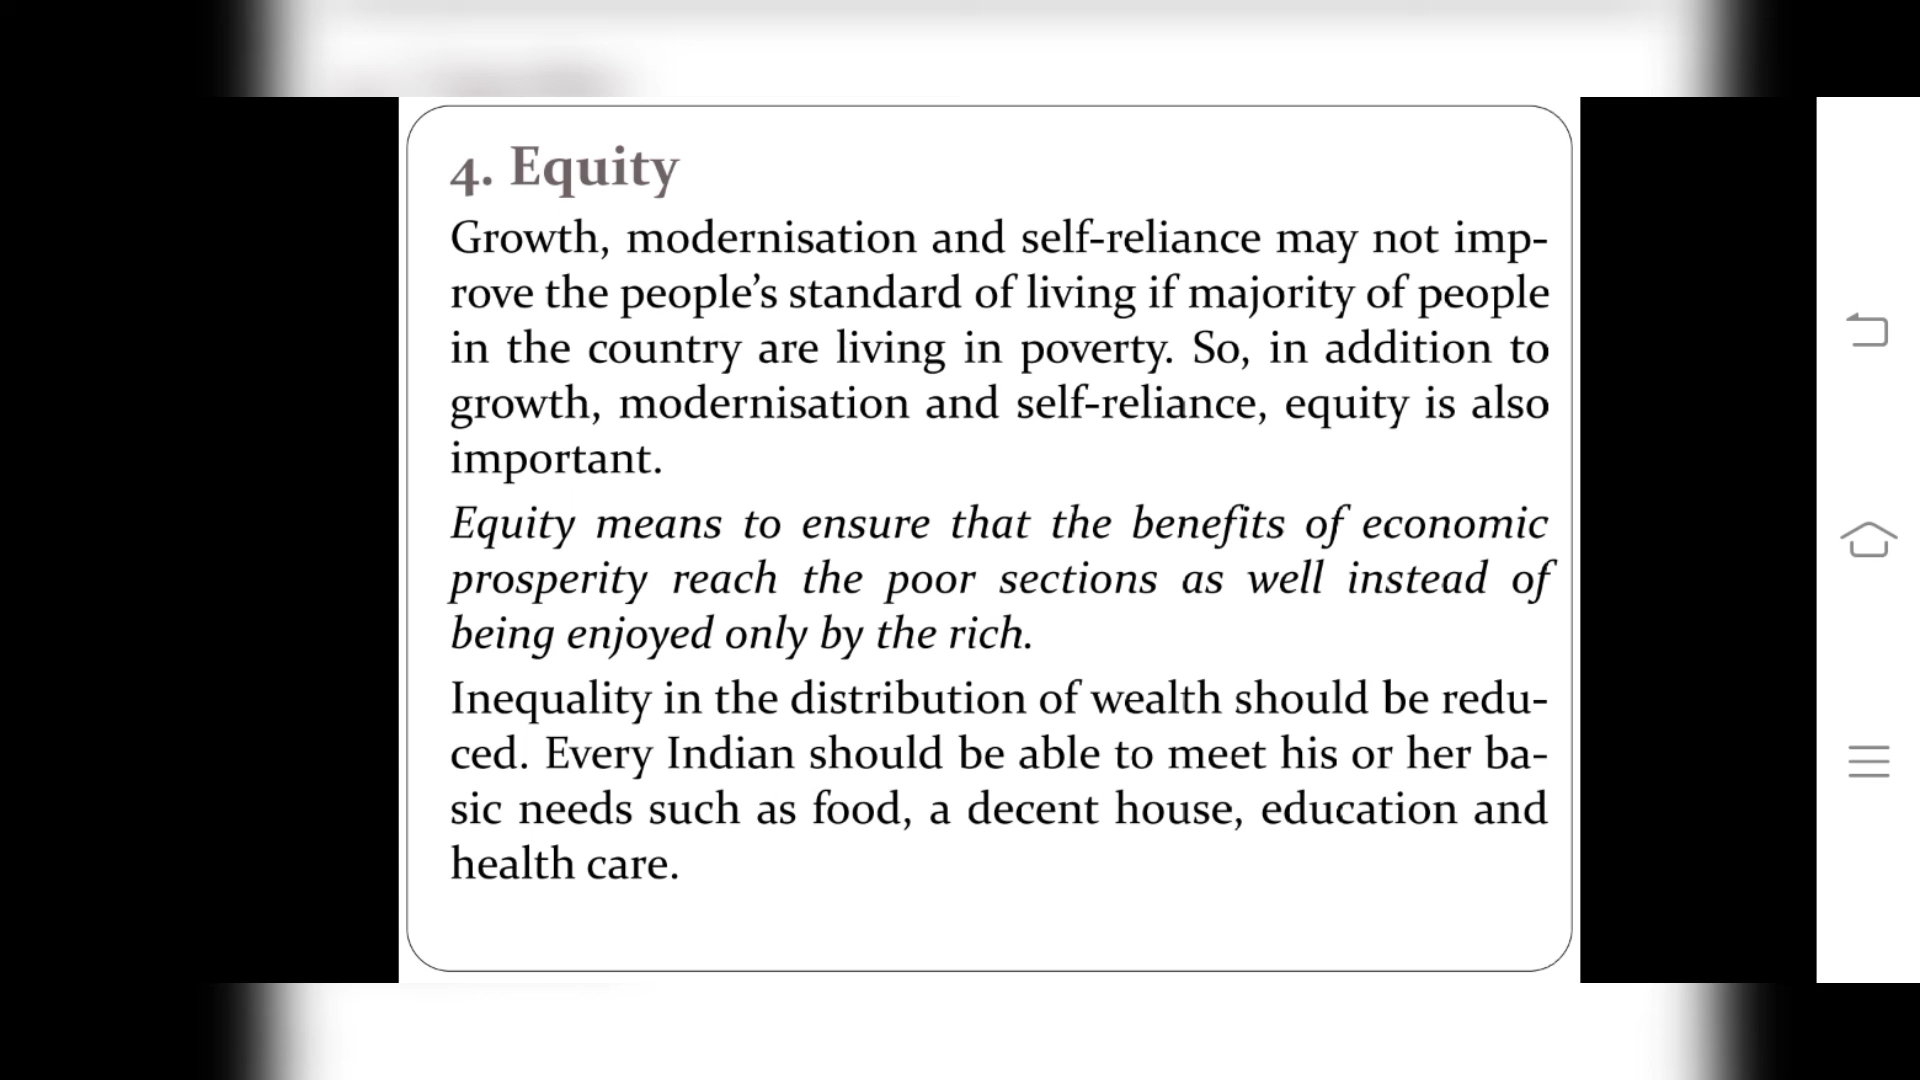 4. Equity
Growth, modernisation and self-reliance may not imp-
rove the people's standard of living if majority of people
in the country are living in poverty. So, in addition to
growth, modernisation and self-reliance, equity is also
important.
Equity means to ensure that the benefits of economic
prosperity reach the poor sections as well instead of
being enjoyed only by the rich.
Inequality in the distribution of wealth should be redu-
ced. Every Indian should be able to meet his or her ba-
sic needs such as food, a decent house, education and
health care.